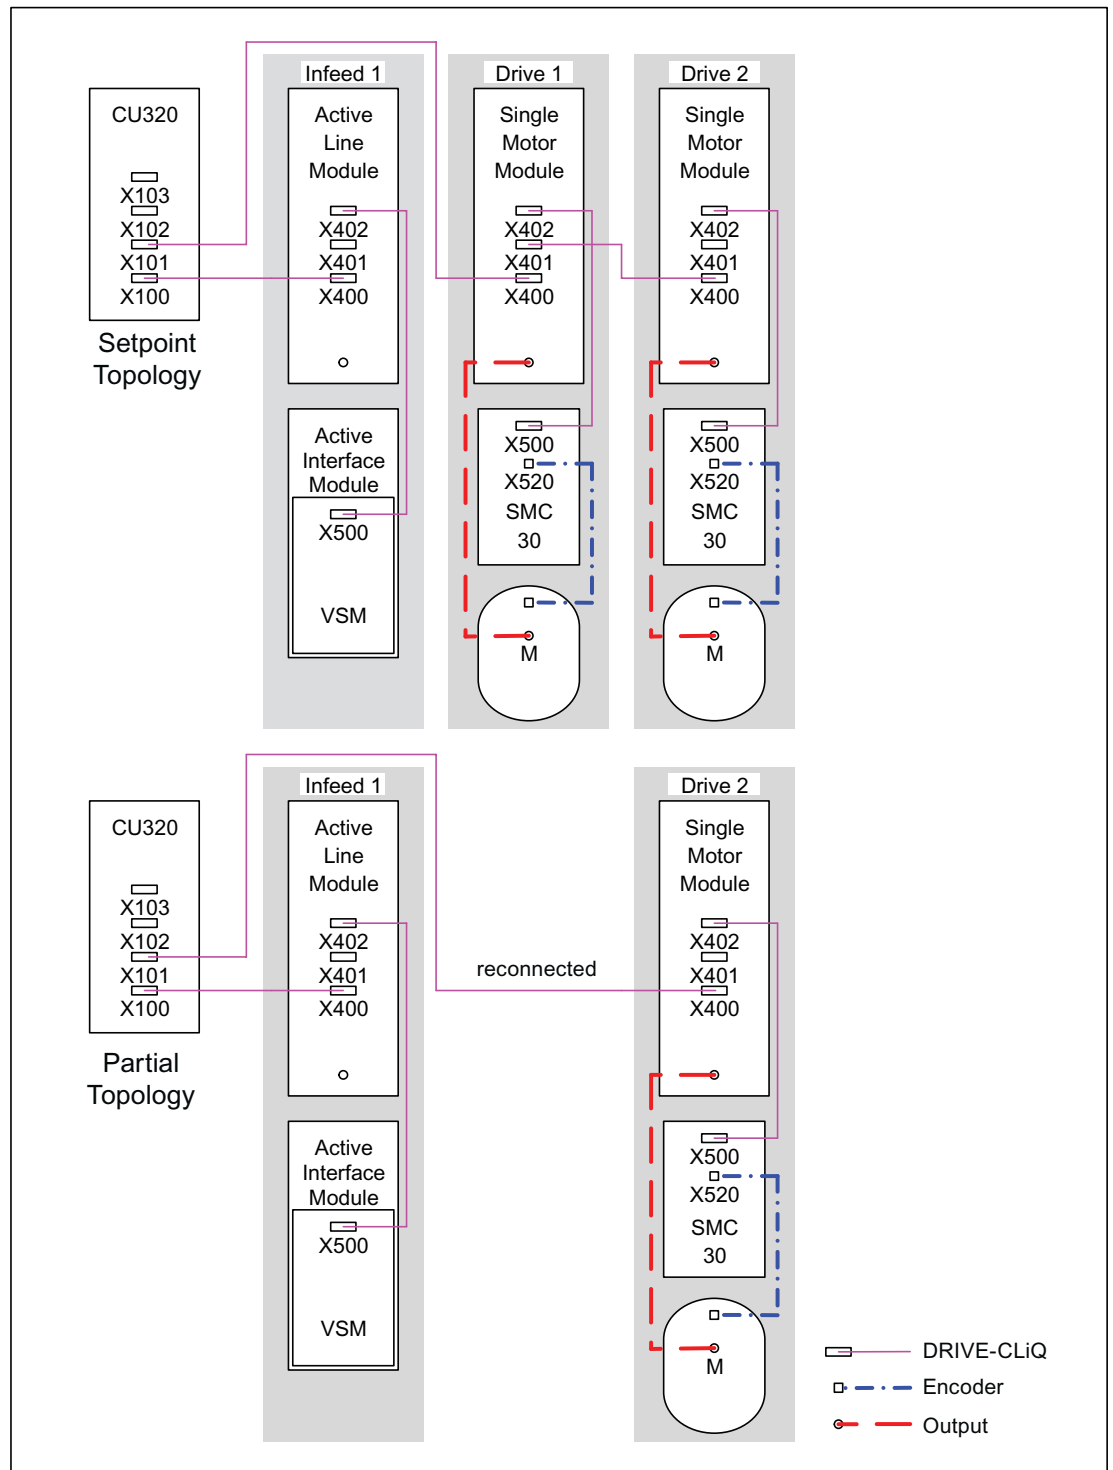 Infeed 1
Drive 1
Drive 2
CU320
X103
X102
X101
X100
Setpoint
Topology
Active
Line
Module
X402
X401
X400
Active
Interface
Module
X500
VSM
Single
Motor
Module
X402
X401
X400
X500
X520
SMC
30
M
Single
Motor
Module
X402
X401
X400
X500
X520
SMC
30
M
Infeed 1
Drive 2
CU320
X103
X102
X101
X100
Partial
Topology
Active
Line
Module
X402
X401
X400
Active
Interface
Module
X500
VSM
reconnected
Single
Motor
Module
X402
X401
X400
X500
X520
SMC
30
M
DRIVE-CLiQ
Encoder
Output